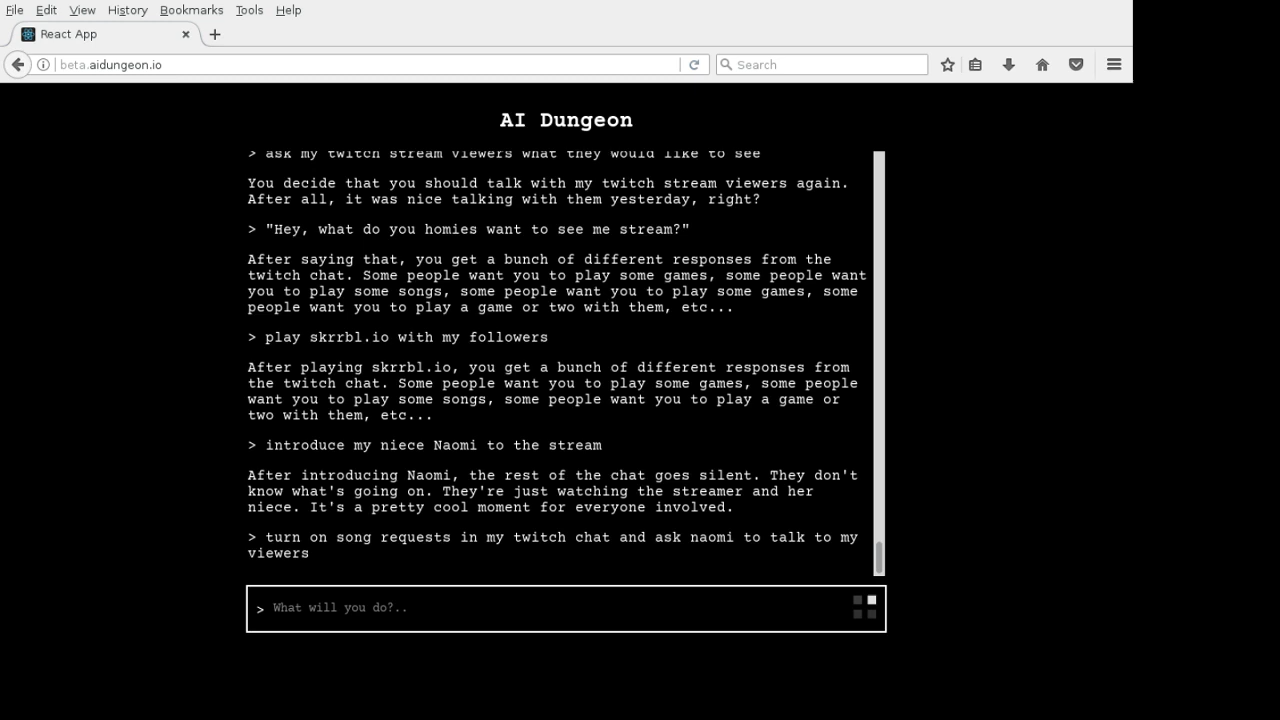 File Edit View History Bookmarks Tools Help
React App
beta.aidungeon.io
Search
AI Dungeon
> ask my twitch stream viewers what they would like to see
You decide that you should talk with my twitch stream viewers again.
After all, it was nice talking with them yesterday, right?
> "Hey, what do you homies want to see me stream?"
After saying that, you get a bunch of different responses from the
twitch chat. Some people want you to play some games, some people want
you to play some songs, some people want you to play some games, some
people want you to play a game or two with them, etc...
> play skrrbl.io with my followers
After playing skrrbl.io, you get a bunch of different responses from
the twitch chat. Some people want you to play some games, some people
want you to play some songs, some people want you to play a game or
two with them, etc...
> introduce my niece Naomi to the stream
After introducing Naomi, the rest of the chat goes silent. They don't
know what's going on. They're just watching the streamer and her
niece. It's a pretty cool moment for everyone involved.
> turn on song requests in my twitch chat and ask naomi to talk to my
viewers
> What will you do?..